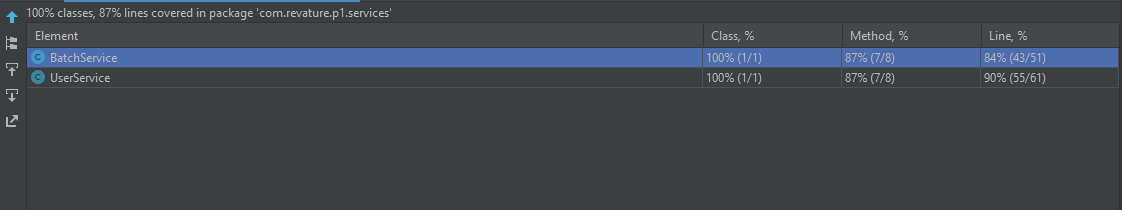 100% classes, 87% lines covered in package 'com.revature.p1.services'
Element Class, % Method, % Line, %
C BatchService 100% (1/1) 87% (7/8) 84% (43/51)
C UserService 100% (1/1) 87% (7/8) 90% (55/61)